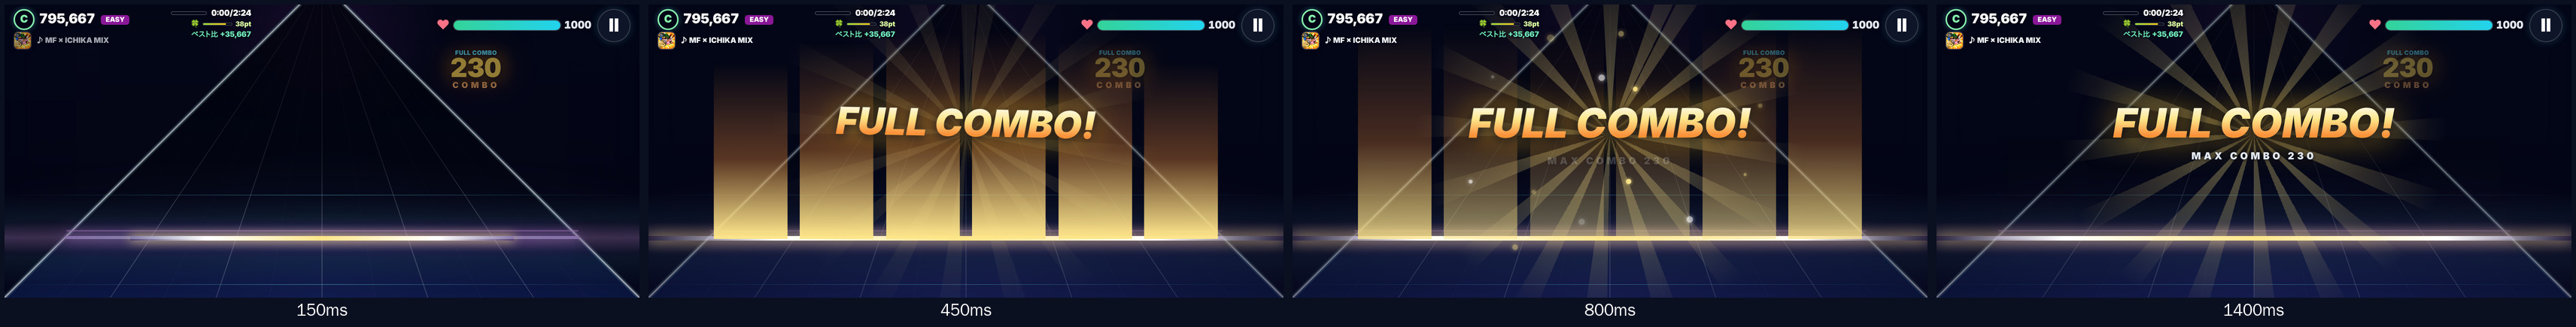 C 795,667 EASY
0:00/2:24
38pt
ベスト比 +35,667
1000
♪ MF × ICHIKA MIX
FULL COMBO
230
COMBO
150ms
C 795,667 EASY
0:00/2:24
38pt
ベスト比 +35,667
1000
♪ MF × ICHIKA MIX
FULL COMBO
230
COMBO
FULL COMBO!
450ms
C 795,667 EASY
0:00/2:24
38pt
ベスト比 +35,667
1000
♪ MF × ICHIKA MIX
FULL COMBO
230
COMBO
FULL COMBO!
MAX COMBO 230
800ms
C 795,667 EASY
0:00/2:24
38pt
ベスト比 +35,667
1000
♪ MF × ICHIKA MIX
FULL COMBO
230
COMBO
FULL COMBO!
MAX COMBO 230
1400ms